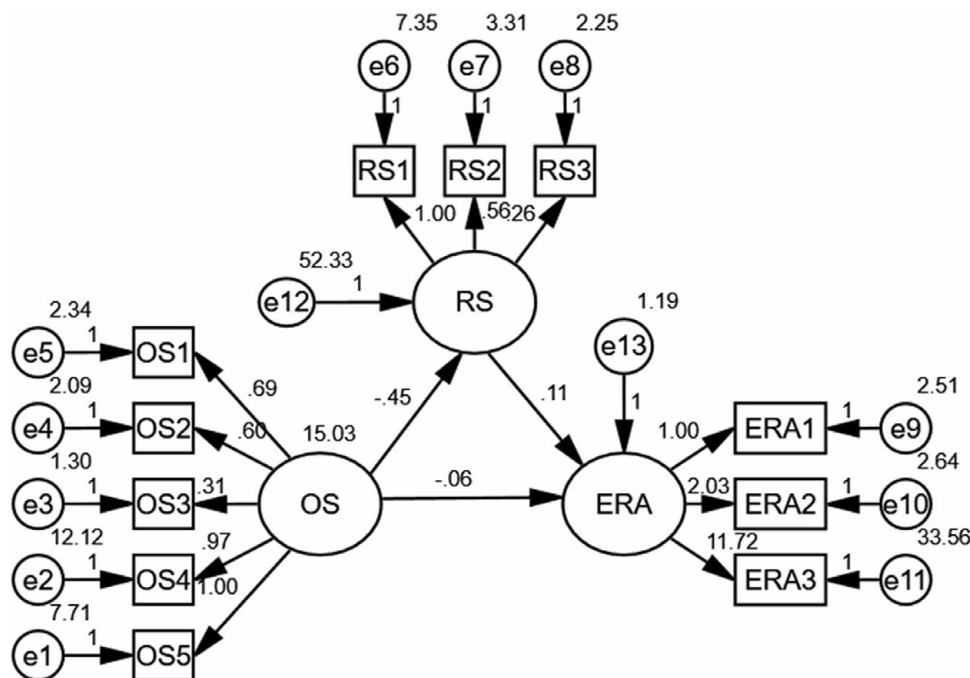 7.35 3.31 2.25
e6 e7 e8
1 1 1
RS1 RS2 RS3
1.00 .56 .26
52.33
e12 1 RS
1.19
e13
2.34
e5 1 OS1
.69 -.45 .11 1
2.09
e4 1 OS2
.60 15.03
1.30
e3 1 OS3 .31 OS
-.06 ERA
12.12
e2 1 OS4 .97
1.00
7.71
e1 1 OS5
2.51
1.00 ERA1 1 e9
2.64
2.03 ERA2 1 e10
33.56
11.72 ERA3 1 e11